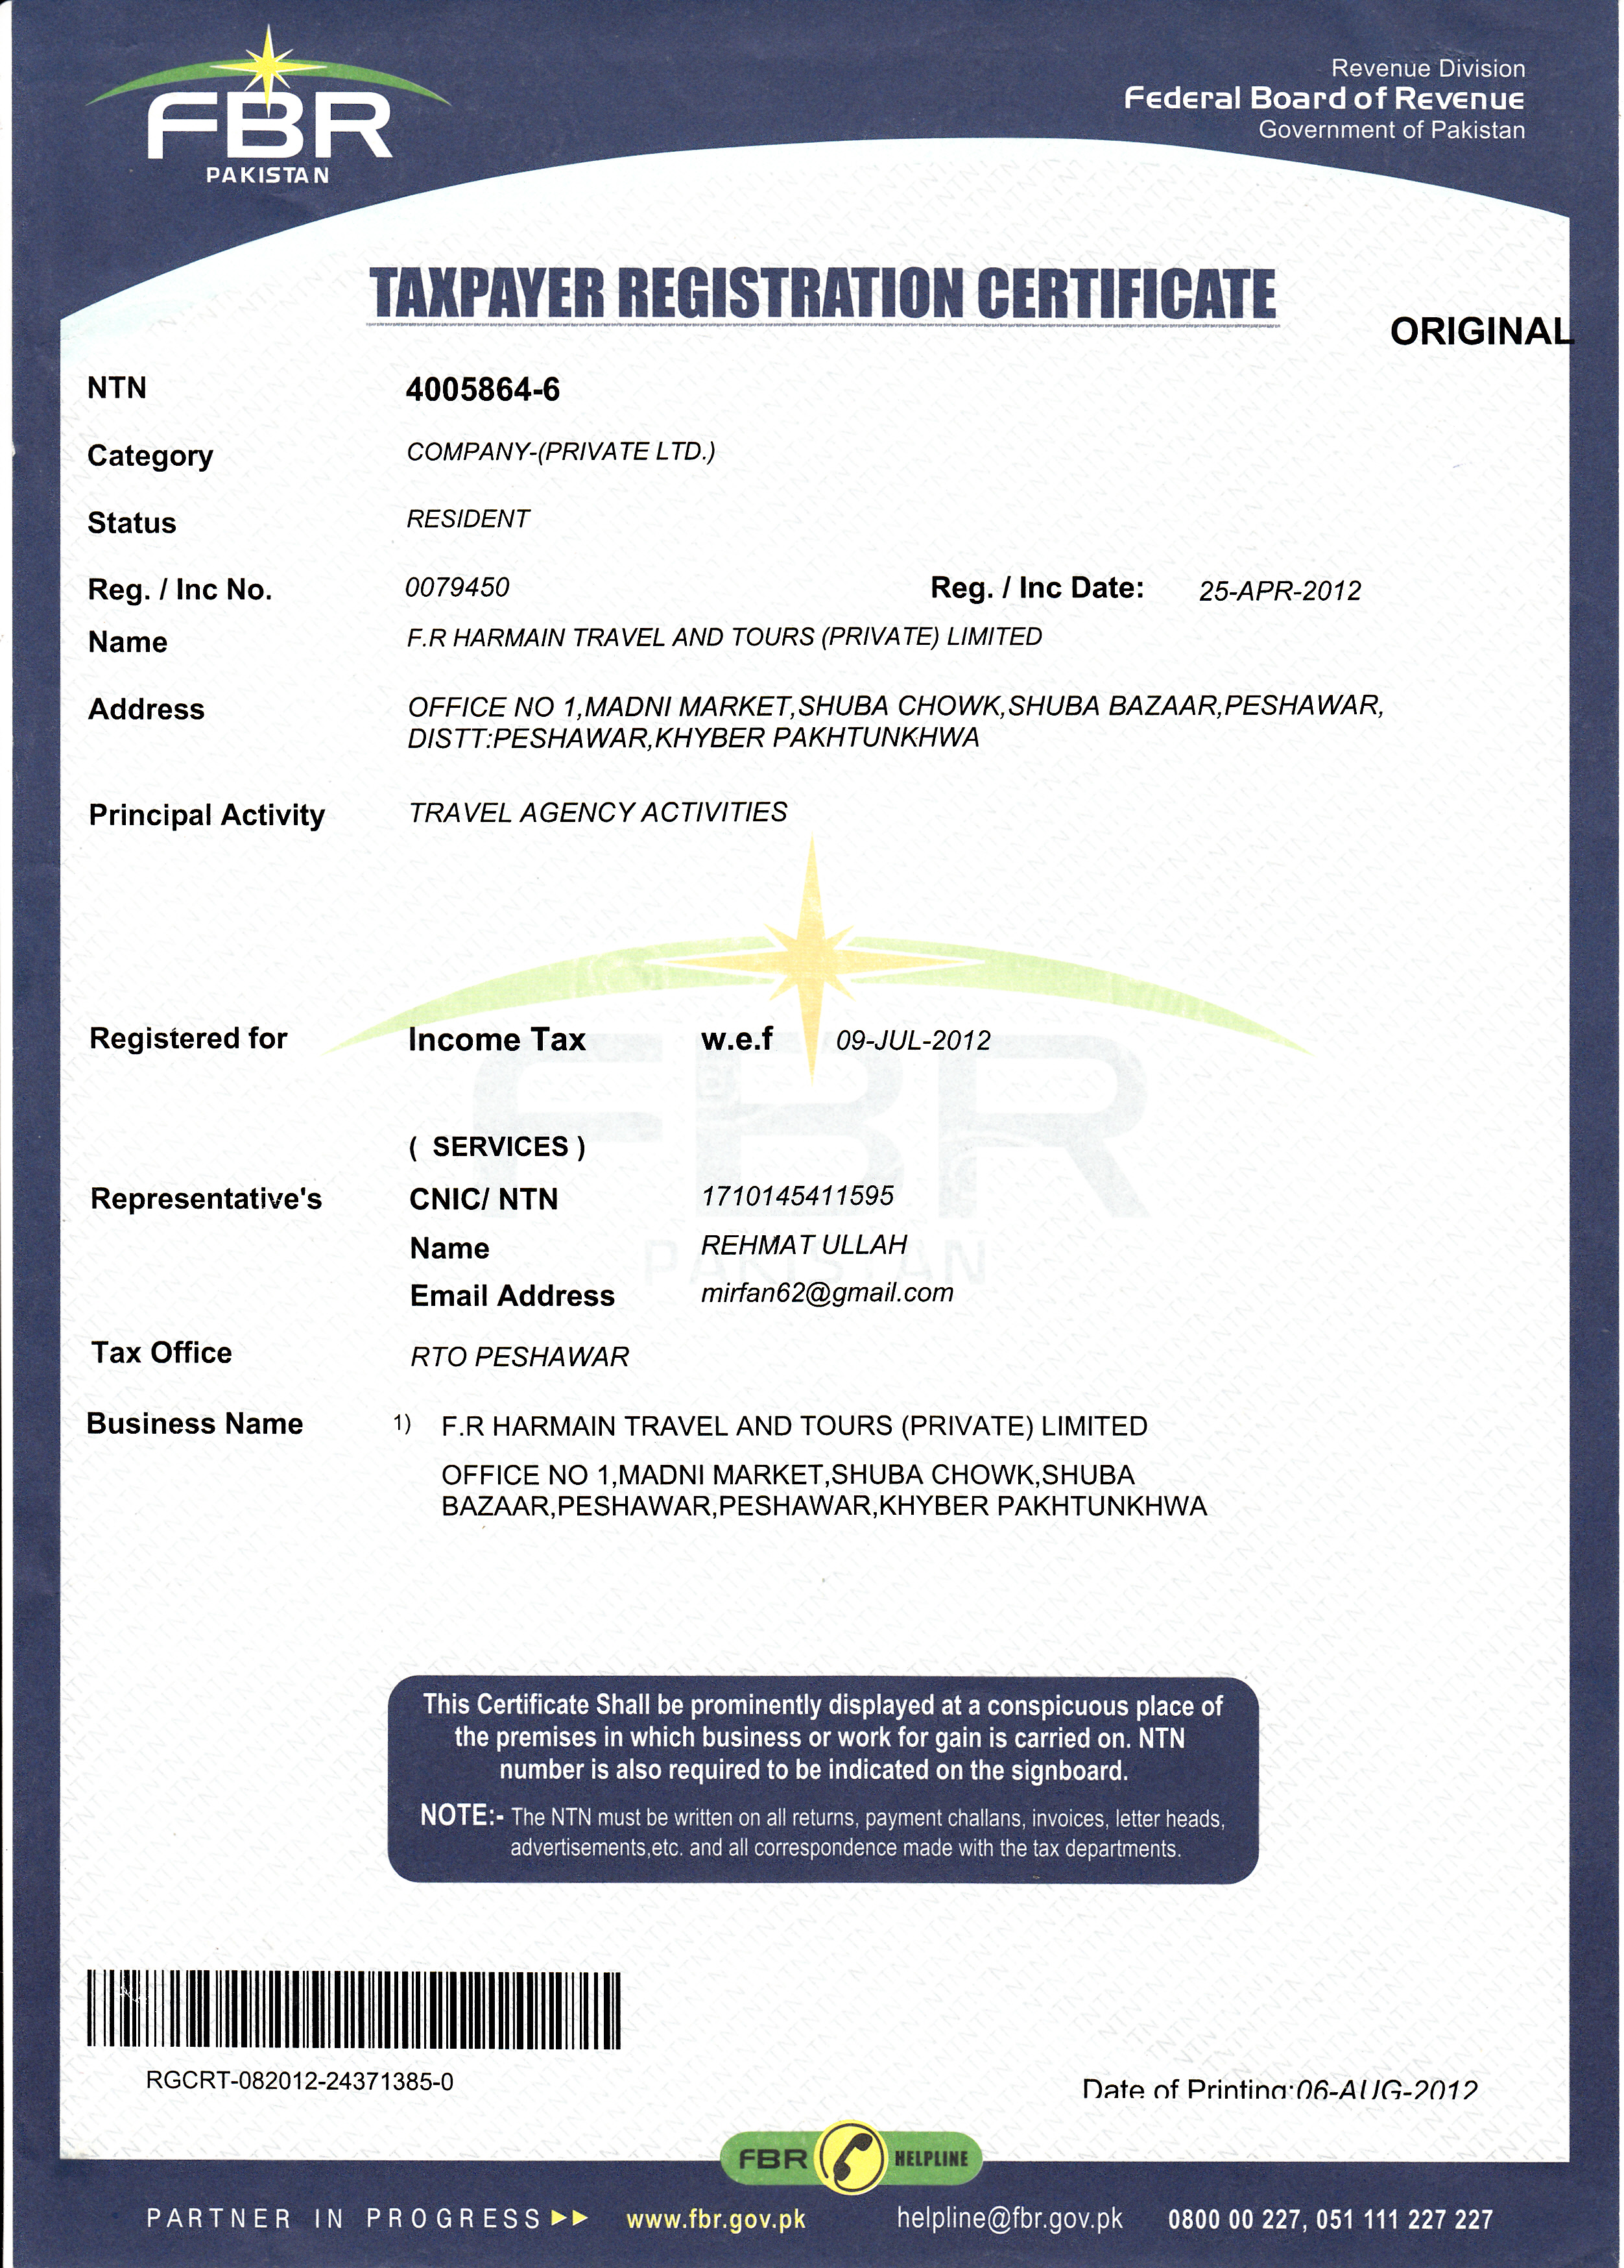 FBR
PAKISTAN
Revenue Division
Federal Board of Revenue
Government of Pakistan
TAXPAYER REGISTRATION CERTIFICATE
ORIGINAL
NTN 4005864-6
Category COMPANY-(PRIVATE LTD.)
Status RESIDENT
Reg. / Inc No. 0079450 Reg. / Inc Date: 25-APR-2012
Name F.R HARMAIN TRAVEL AND TOURS (PRIVATE) LIMITED
Address OFFICE NO 1,MADNI MARKET,SHUBA CHOWK,SHUBA BAZAAR,PESHAWAR,
DISTT:PESHAWAR,KHYBER PAKHTUNKHWA
Principal Activity TRAVEL AGENCY ACTIVITIES
Registered for Income Tax w.e.f 09-JUL-2012
FBR
PAKISTAN
( SERVICES )
Representative's CNIC/ NTN 1710145411595
Name REHMAT ULLAH
Email Address mirfan62@gmail.com
Tax Office RTO PESHAWAR
Business Name 1) F.R HARMAIN TRAVEL AND TOURS (PRIVATE) LIMITED
OFFICE NO 1,MADNI MARKET,SHUBA CHOWK,SHUBA
BAZAAR,PESHAWAR,PESHAWAR,KHYBER PAKHTUNKHWA
This Certificate Shall be prominently displayed at a conspicuous place of
the premises in which business or work for gain is carried on. NTN
number is also required to be indicated on the signboard.
NOTE:- The NTN must be written on all returns, payment challans, invoices, letter heads,
advertisements,etc. and all correspondence made with the tax departments.
RGCRT-082012-24371385-0
Date of Printing:06-AUG-2012
FBR HELPLINE
PARTNER IN PROGRESS www.fbr.gov.pk helpline@fbr.gov.pk 0800 00 227, 051 111 227 227